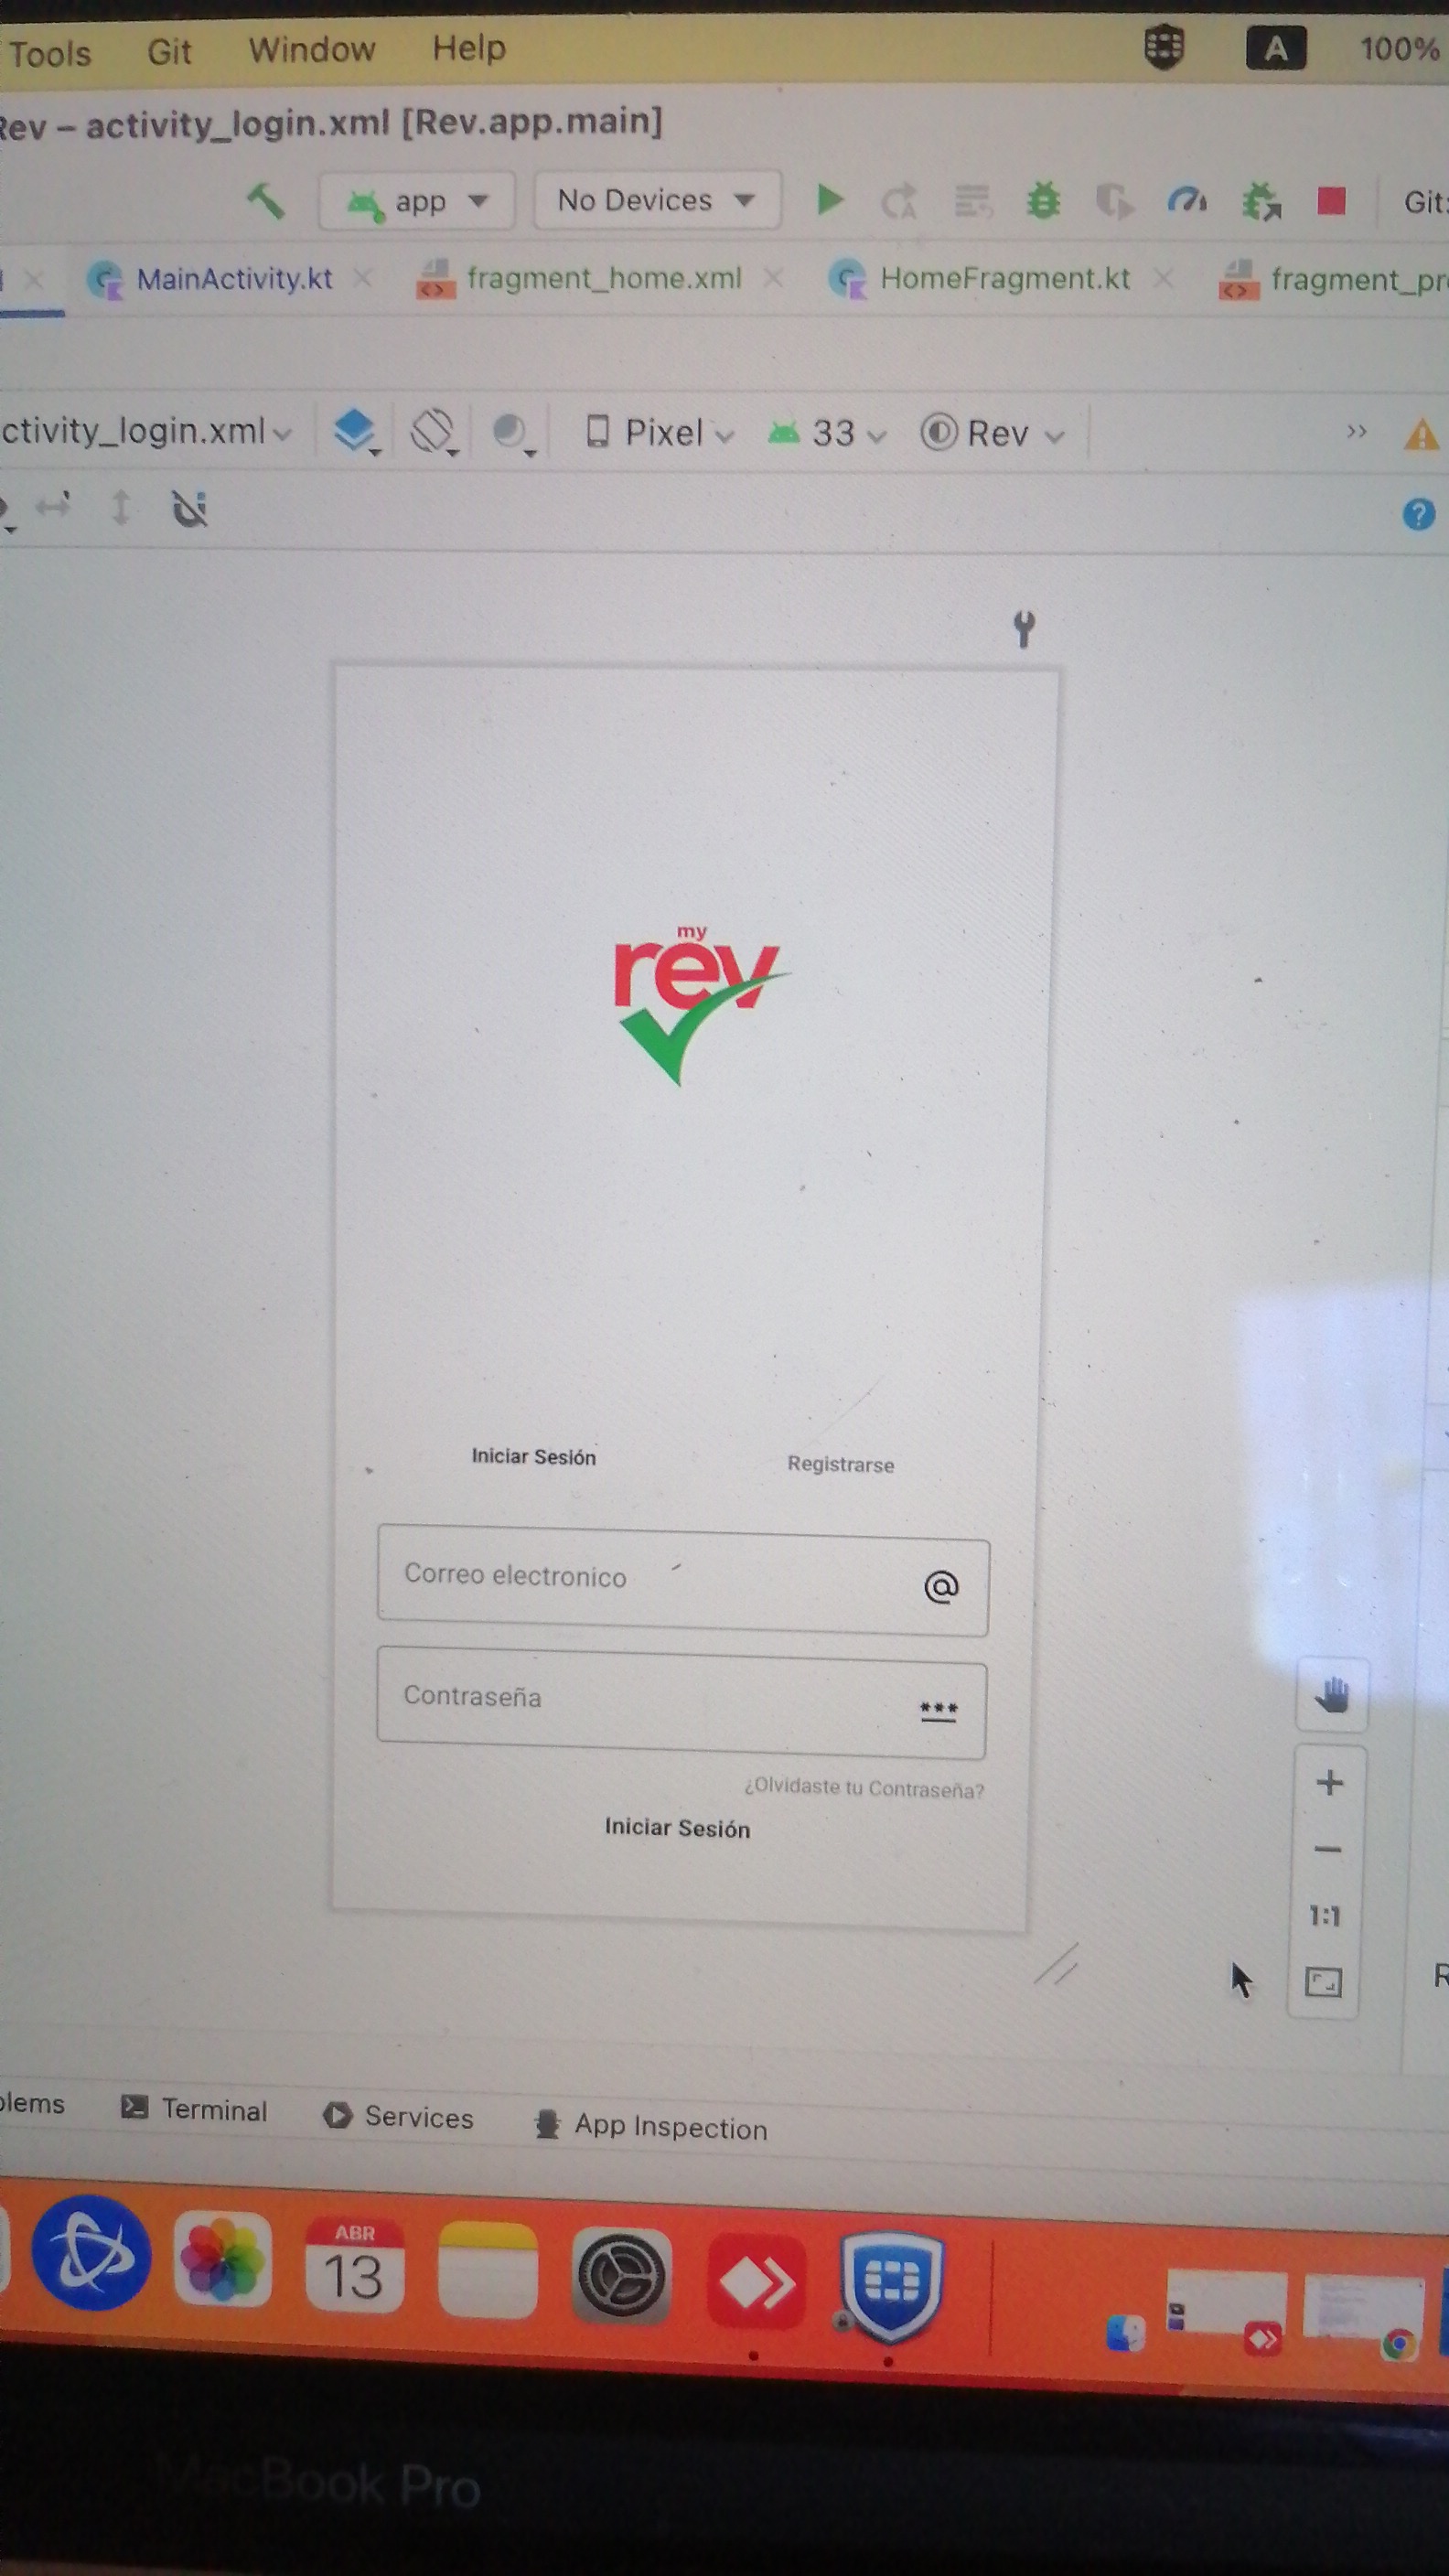 Tools Git Window Help A 100%
Rev – activity_login.xml [Rev.app.main]
app No Devices Git:
MainActivity.kt fragment_home.xml HomeFragment.kt fragment_pr
ctivity_login.xml Pixel 33 Rev
my
rev
Iniciar Sesión Registrarse
Correo electronico @
Contraseña ***
¿Olvidaste tu Contraseña?
Iniciar Sesión
1:1
R
blems Terminal Services App Inspection
ABR
13
MacBook Pro